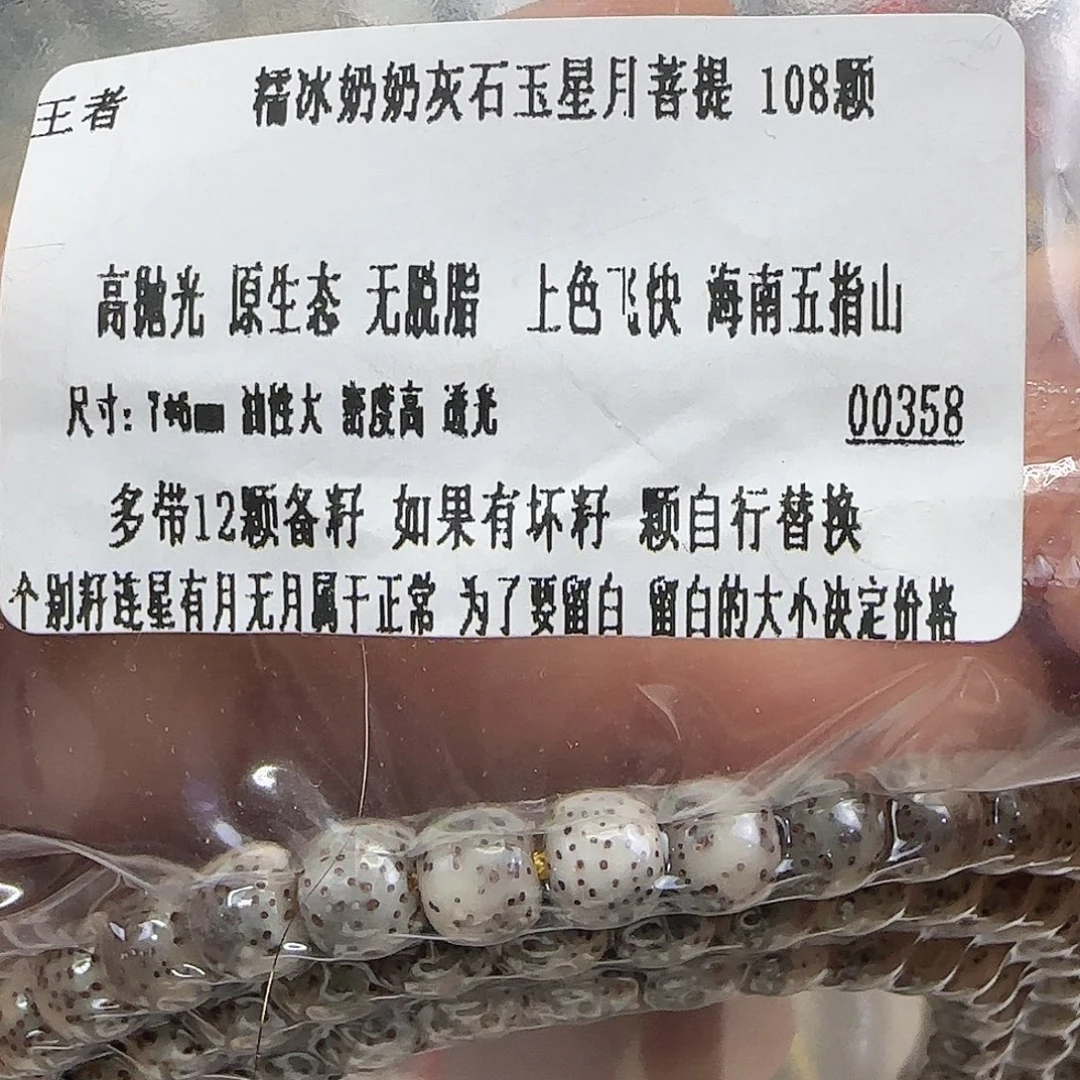 王者 糯冰奶奶灰石玉星月菩提 108颗
高抛光 原生态 无脱脂 上色飞快 海南五指山
尺寸：7*6mm 油性大 密度高 透光 00358
多带12颗备籽 如果有坏籽 颗自行替换
个别籽连星有月无月属于正常 为了要留白 留白的大小决定价格